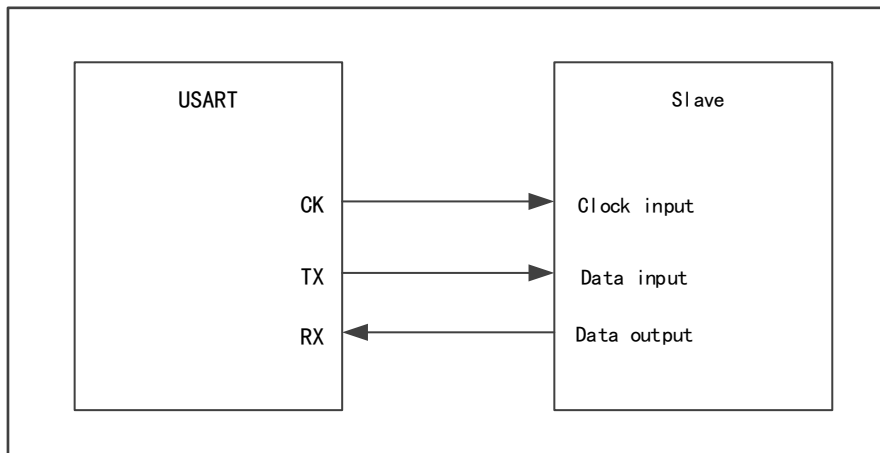 USART
Slave
CK
Clock input
TX
Data input
RX
Data output